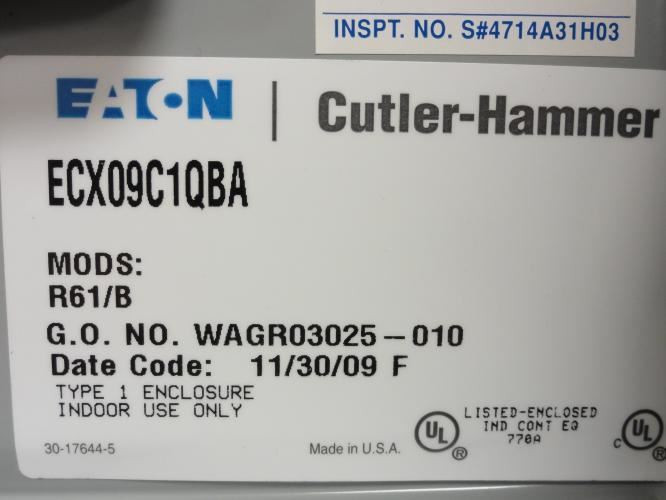 INSPT. NO. S#4714A31H03
EATON | Cutler-Hammer
ECX09C1QBA
MODS:
R61/B
G.O. NO. WAGR03025-010
Date Code: 11/30/09 F
TYPE 1 ENCLOSURE
INDOOR USE ONLY
30-17644-5
Made in U.S.A.
UL ®
LISTED-ENCLOSED
IND CONT EQ
770A
c UL ®